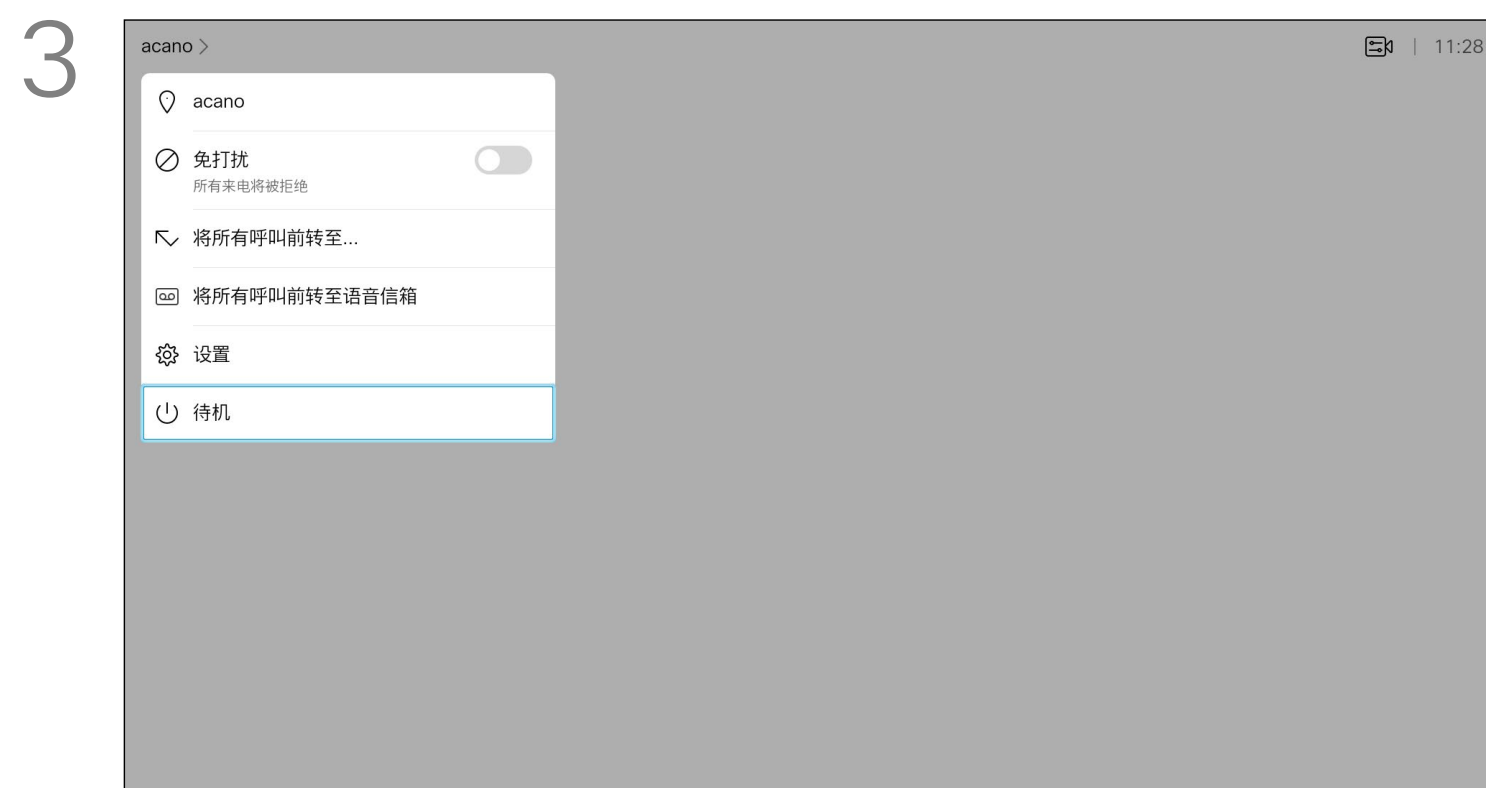 3
acano >
11:28
acano
免打扰
所有来电将被拒绝
将所有呼叫前转至...
将所有呼叫前转至语音信箱
设置
待机